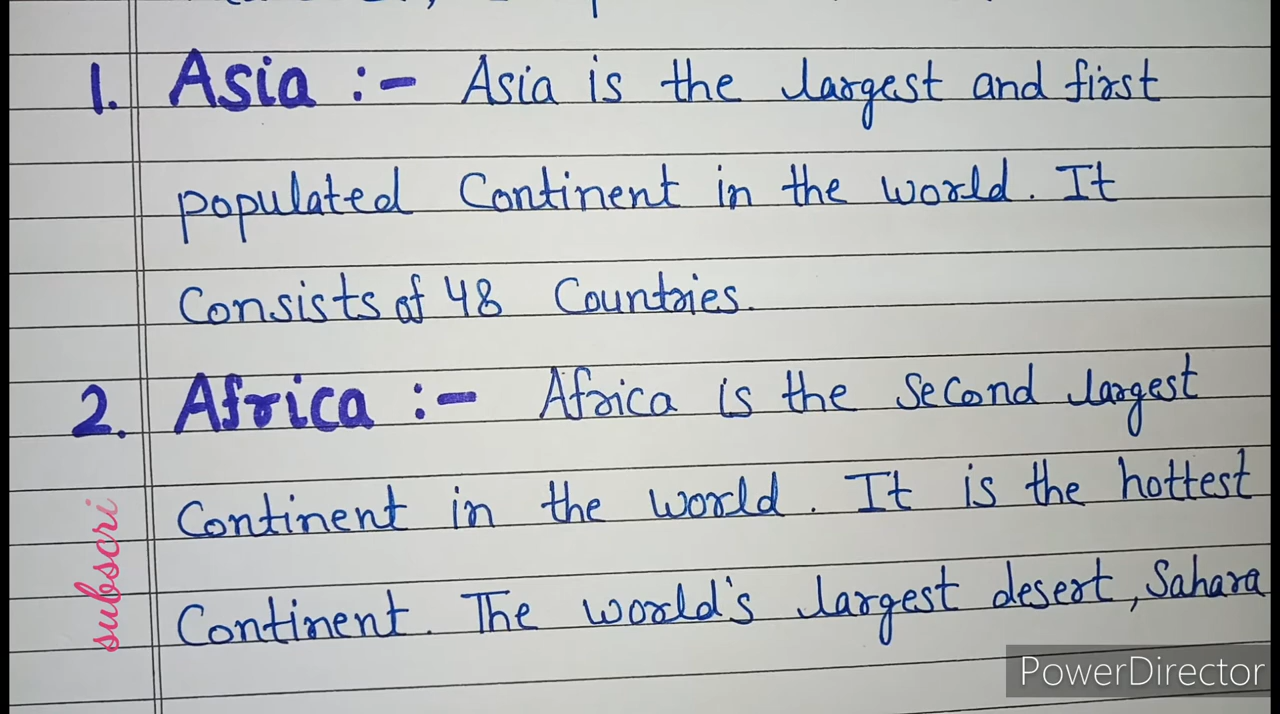 1. Asia :- Asia is the largest and first
populated Continent in the world. It
Consists of 48 Countries.
2. Africa :- Africa is the Second largest
Continent in the world. It is the hottest
Continent. The world's largest desert, Sahara
subscri
PowerDirector